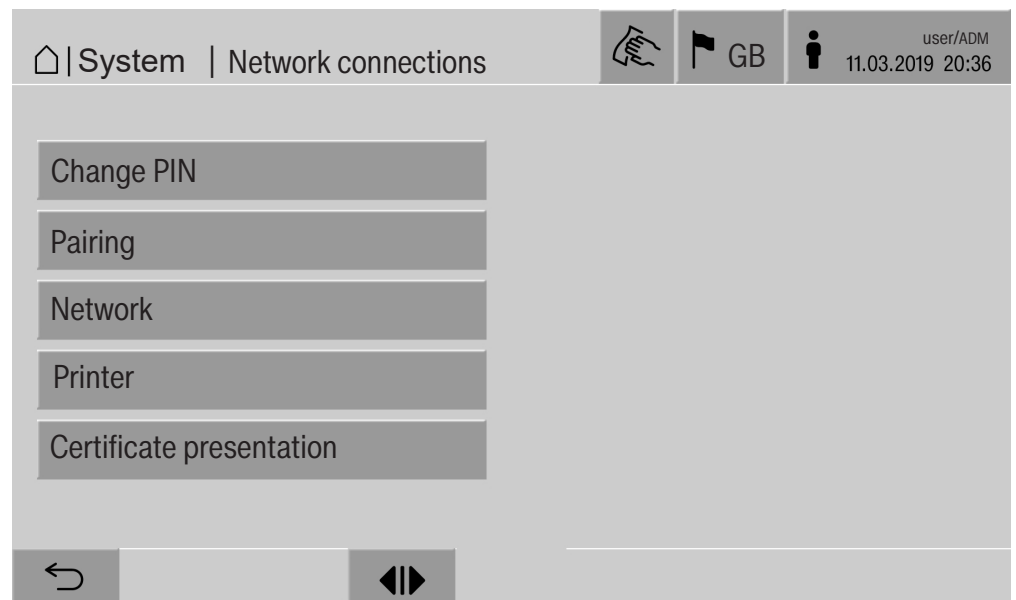 | System | Network connections
GB
user/ADM
11.03.2019 20:36
Change PIN
Pairing
Network
Printer
Certificate presentation